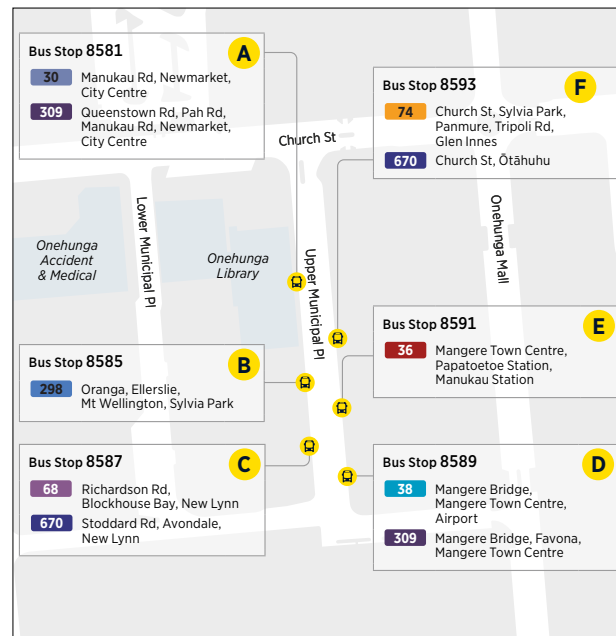 Bus Stop 8581
A
30
Manukau Rd, Newmarket,
City Centre
309
Queenstown Rd, Pah Rd,
Manukau Rd, Newmarket,
City Centre
Bus Stop 8593
F
74
Church St, Sylvia Park,
Panmure, Tripoli Rd,
Glen Innes
670
Church St, Ōtāhuhu
Church St
Lower Municipal Pl
Onehunga
Accident
& Medical
Onehunga
Library
Upper Municipal Pl
Onehunga Mall
Bus Stop 8591
E
36
Mangere Town Centre,
Papatoetoe Station,
Manukau Station
Bus Stop 8585
B
298
Oranga, Ellerslie,
Mt Wellington, Sylvia Park
Bus Stop 8587
C
68
Richardson Rd,
Blockhouse Bay, New Lynn
670
Stoddard Rd, Avondale,
New Lynn
Bus Stop 8589
D
38
Mangere Bridge,
Mangere Town Centre,
Airport
309
Mangere Bridge, Favona,
Mangere Town Centre